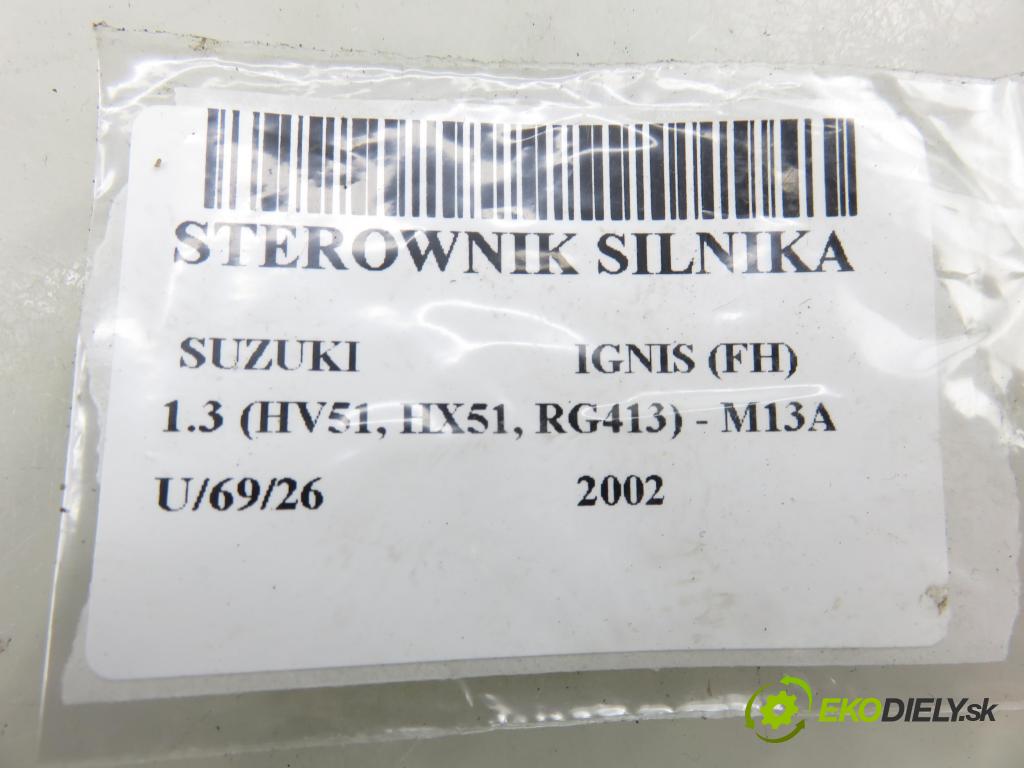 STEROWNIK SILNIKA
SUZUKI IGNIS (FH)
1.3 (HV51, HX51, RG413) - M13A
U/69/26 2002
EKODIELY.sk